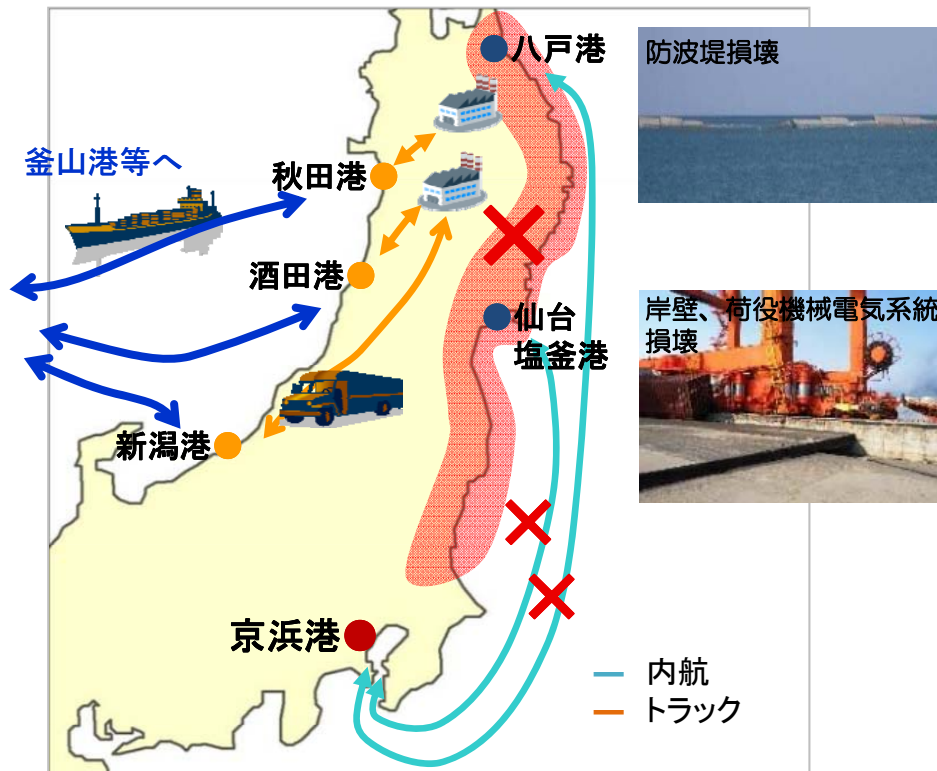 八戸港
防波堤損壊
釜山港等へ
秋田港
酒田港
仙台
塩釜港
岸壁、荷役機械電気系統
損壊
新潟港
京浜港
内航
トラック